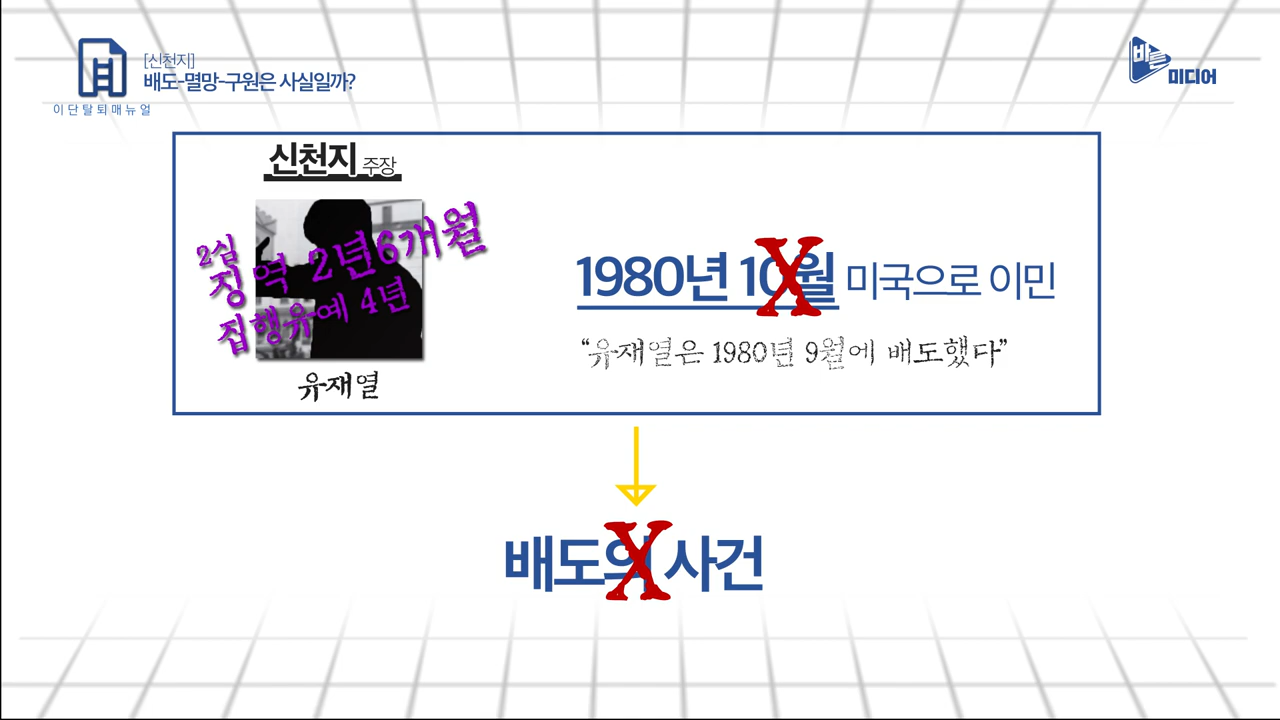 [신천지]
배도-멸망-구원은 사실일까?
이단탈퇴매뉴얼
바른
미디어
신천지 주장
2심
징역 2년6개월
집행유예 4년
유재열
1980년 10월 미국으로 이민
X
“유재열은 1980년 9월에 배도했다”
배도의 사건
X